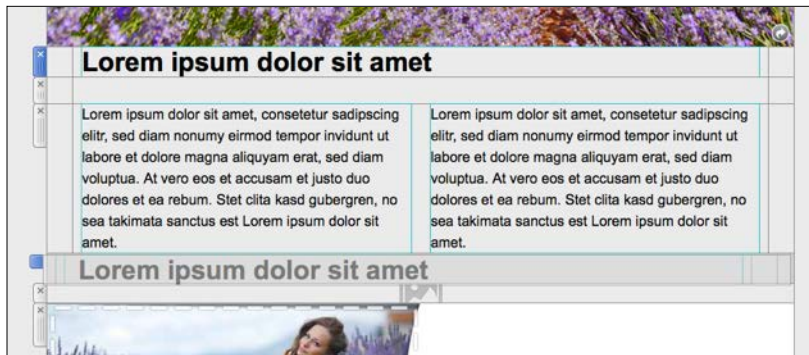 Lorem ipsum dolor sit amet
Lorem ipsum dolor sit amet, consetetur sadipscing
elitr, sed diam nonumy eirmod tempor invidunt ut
labore et dolore magna aliquyam erat, sed diam
voluptua. At vero eos et accusam et justo duo
dolores et ea rebum. Stet clita kasd gubergren, no
sea takimata sanctus est Lorem ipsum dolor sit
amet.
Lorem ipsum dolor sit amet, consetetur sadipscing
elitr, sed diam nonumy eirmod tempor invidunt ut
labore et dolore magna aliquyam erat, sed diam
voluptua. At vero eos et accusam et justo duo
dolores et ea rebum. Stet clita kasd gubergren, no
sea takimata sanctus est Lorem ipsum dolor sit
amet.
Lorem ipsum dolor sit amet